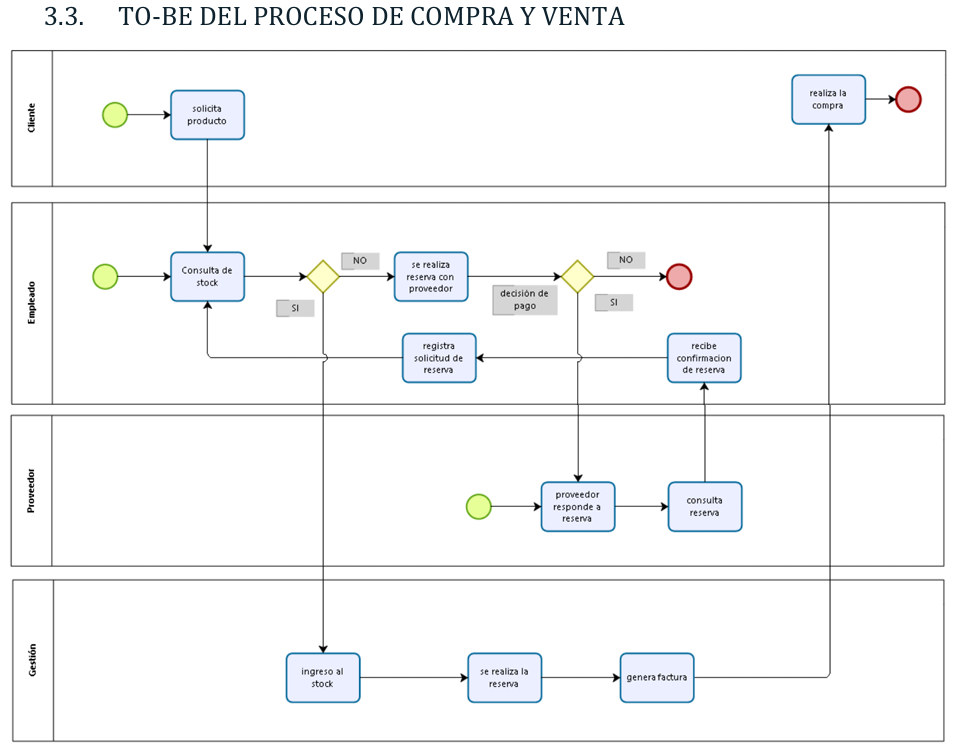 3.3. TO-BE DEL PROCESO DE COMPRA Y VENTA
Cliente
solicita
producto
realiza la
compra
Empleado
Consulta de
stock
NO
SI
se realiza
reserva con
proveedor
decisión de
pago
NO
SI
registra
solicitud de
reserva
recibe
confirmacion
de reserva
Proveedor
proveedor
responde a
reserva
consulta
reserva
Gestión
ingreso al
stock
se realiza la
reserva
genera factura